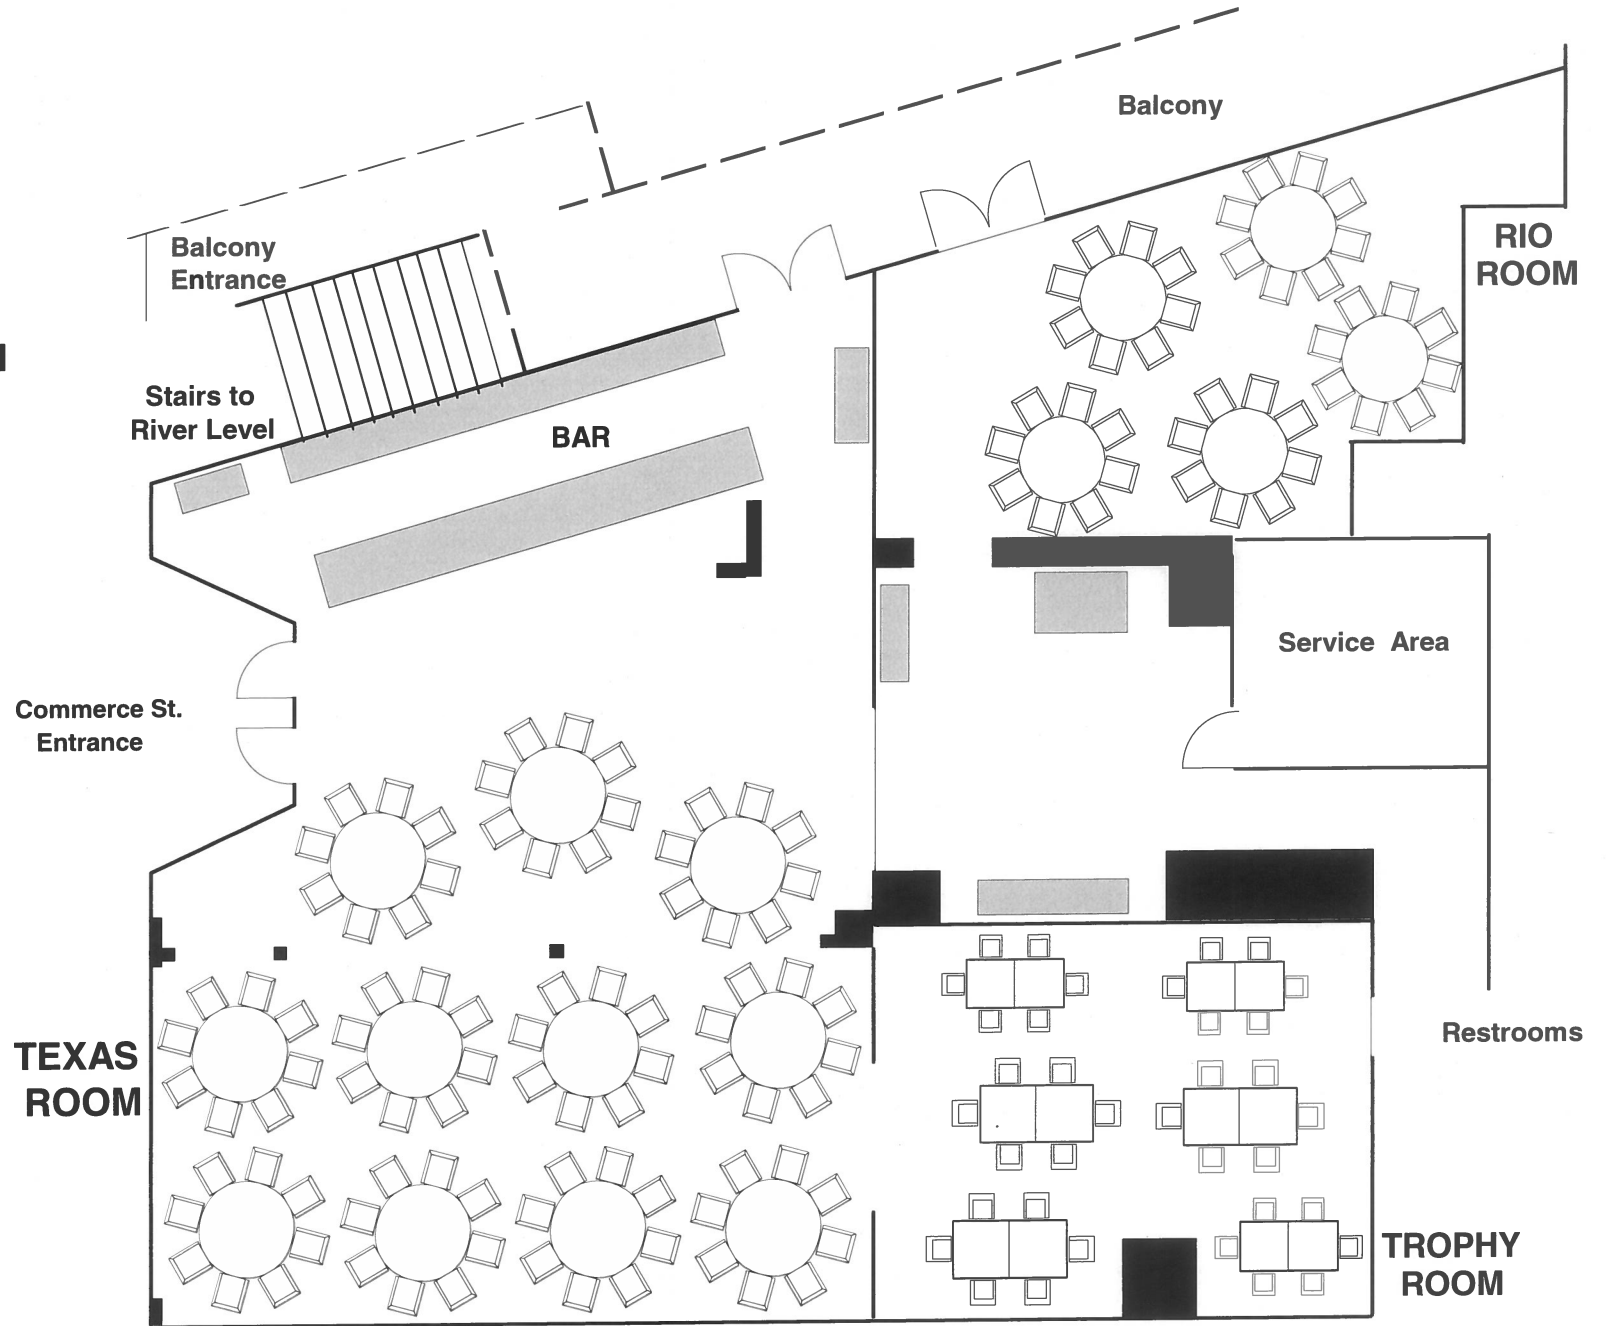 Balcony
Balcony
Entrance
RIO
ROOM
Stairs to
River Level
BAR
Service Area
Commerce St.
Entrance
TEXAS
ROOM
Restrooms
TROPHY
ROOM